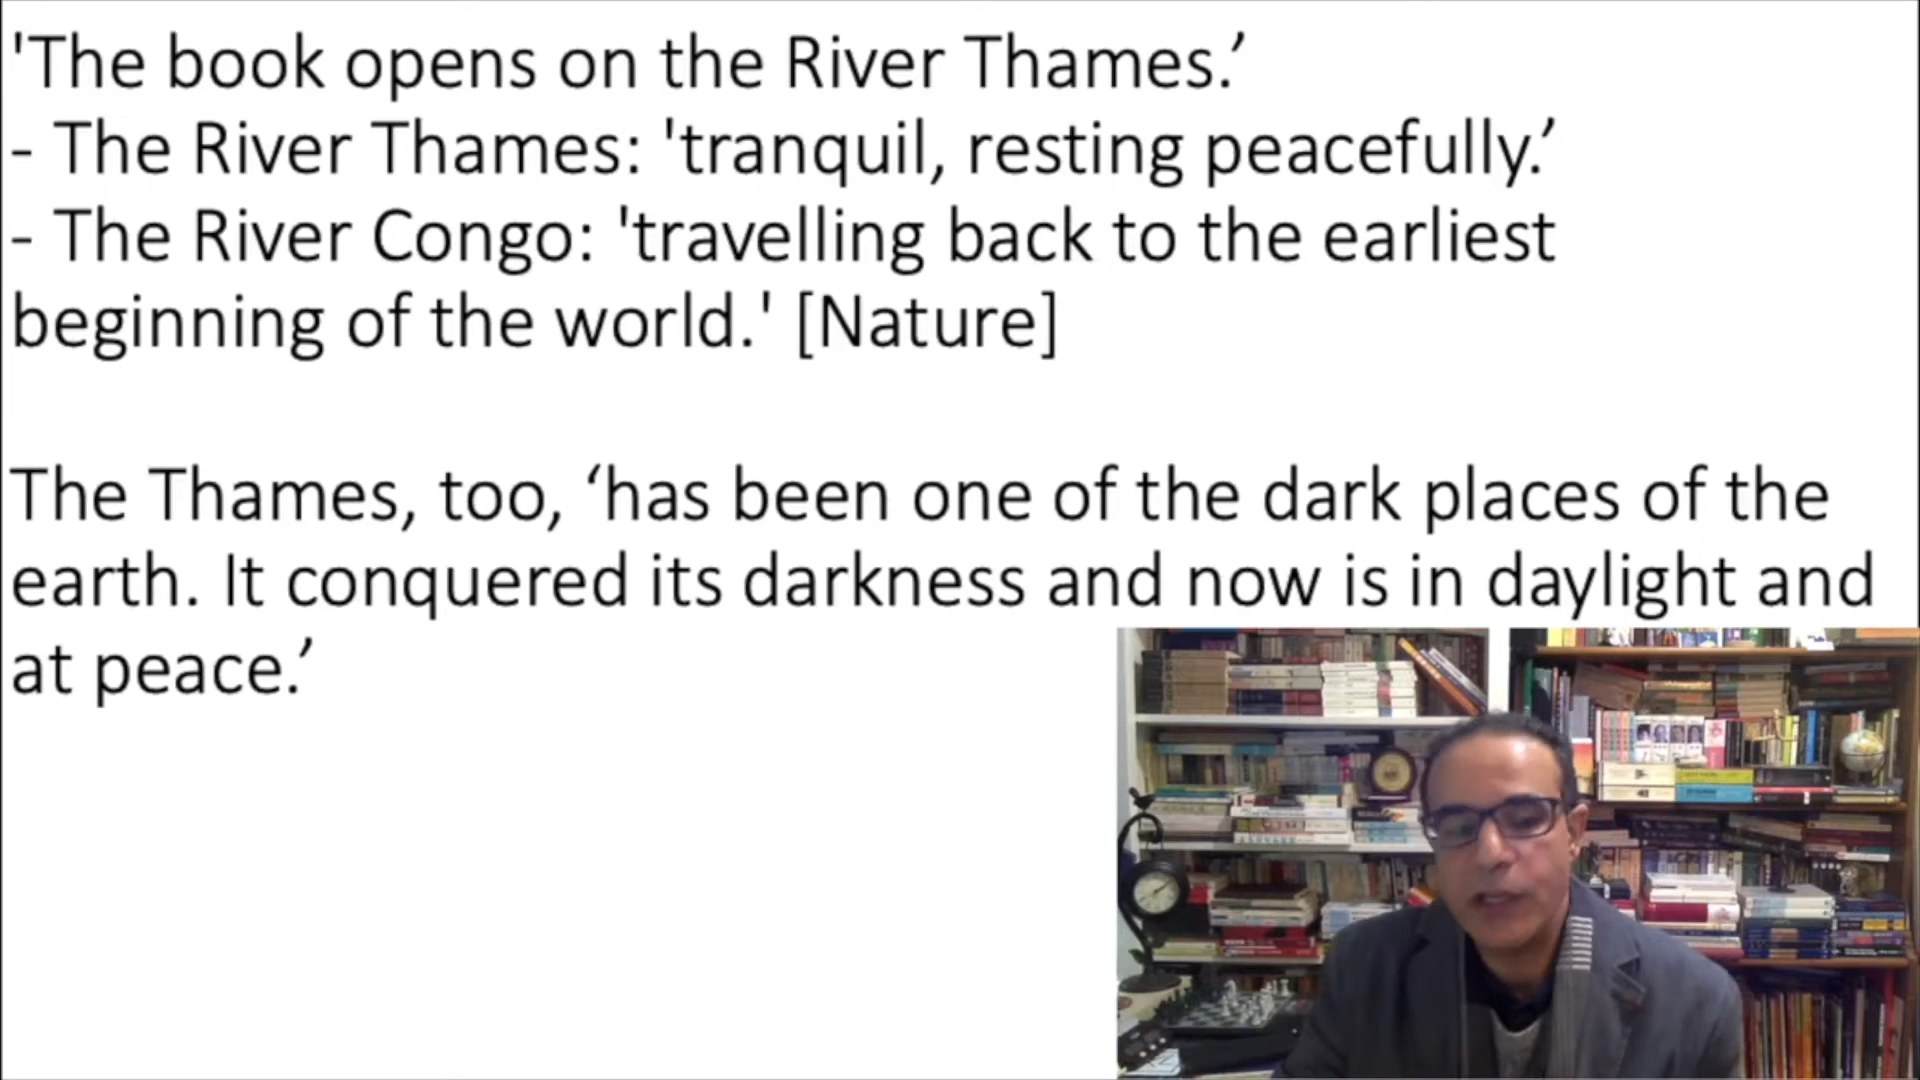 'The book opens on the River Thames.’
- The River Thames: 'tranquil, resting peacefully.’
- The River Congo: 'travelling back to the earliest
beginning of the world.' [Nature]
The Thames, too, ‘has been one of the dark places of the
earth. It conquered its darkness and now is in daylight and
at peace.’